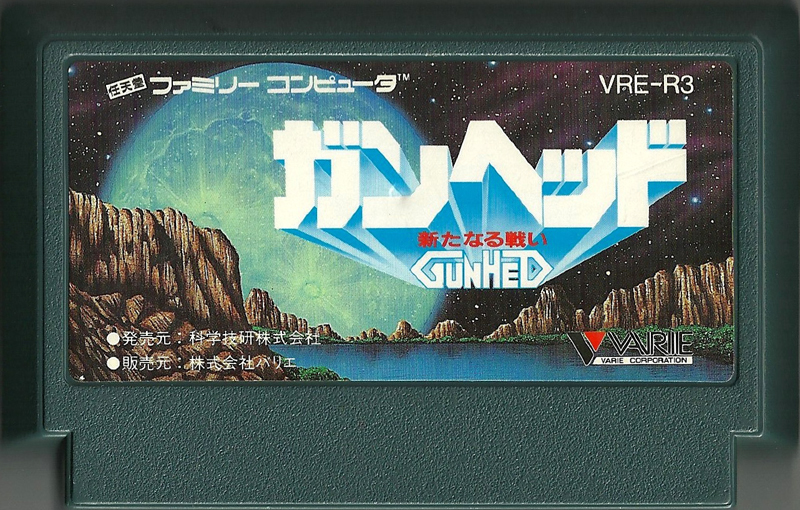 任天堂 ファミリー コンピュータ™
VRE-R3
ガンヘッド
新たなる戦い
GUNHED
●発売元：科学技研株式会社
●販売元：株式会社バリエ
VARIE
VARIE CORPORATION